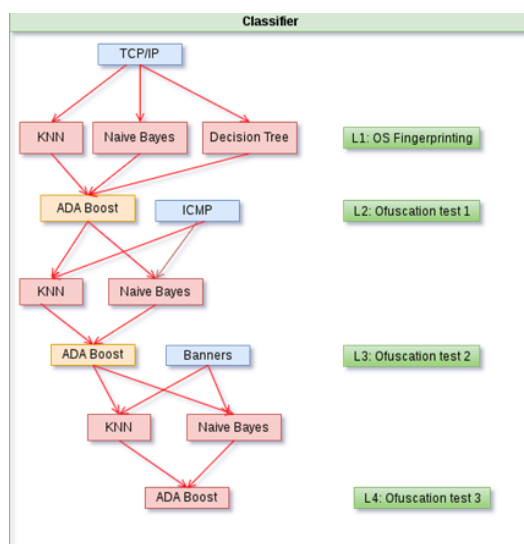 Classifier
TCP/IP
KNN
Naive Bayes
Decision Tree
L1: OS Fingerprinting
ADA Boost
ICMP
L2: Ofuscation test 1
KNN
Naive Bayes
ADA Boost
Banners
L3: Ofuscation test 2
KNN
Naive Bayes
ADA Boost
L4: Ofuscation test 3